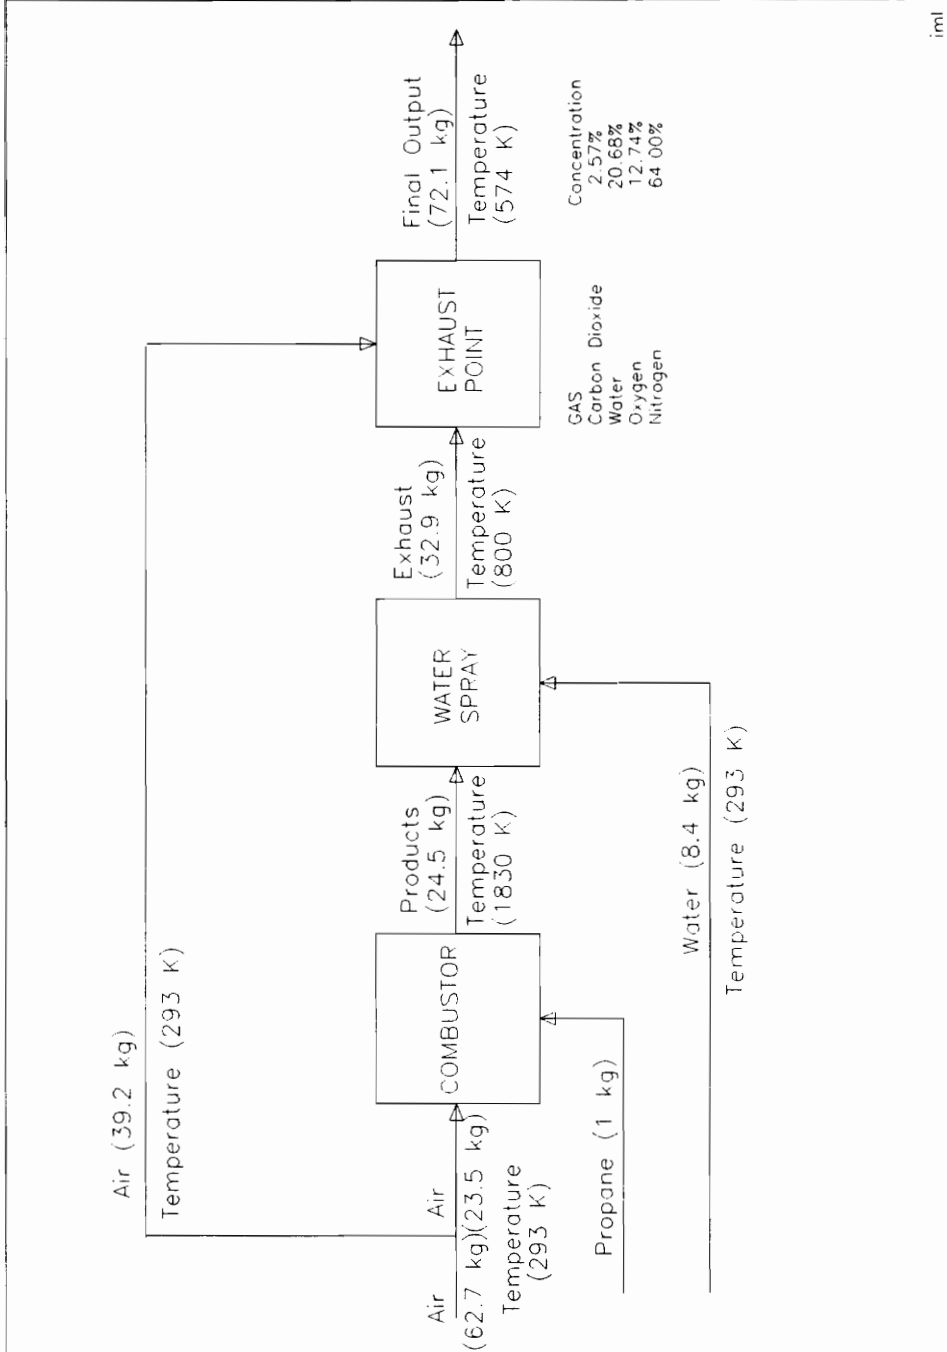 Air (39.2 kg)
Temperature (293 K)
Air
(62.7 kg)
Air
(23.5 kg)
Temperature
(293 K)
COMBUSTOR
Propane (1 kg)
Products
(24.5 kg)
Temperature
(1830 K)
WATER
SPRAY
Water (8.4 kg)
Temperature (293 K)
Exhaust
(32.9 kg)
Temperature
(800 K)
EXHAUST
POINT
Final Output
(72.1 kg)
Temperature
(574 K)
GAS Concentration
Carbon Dioxide 2.57%
Water 20.68%
Oxygen 12.74%
Nitrogen 64 00%
iml